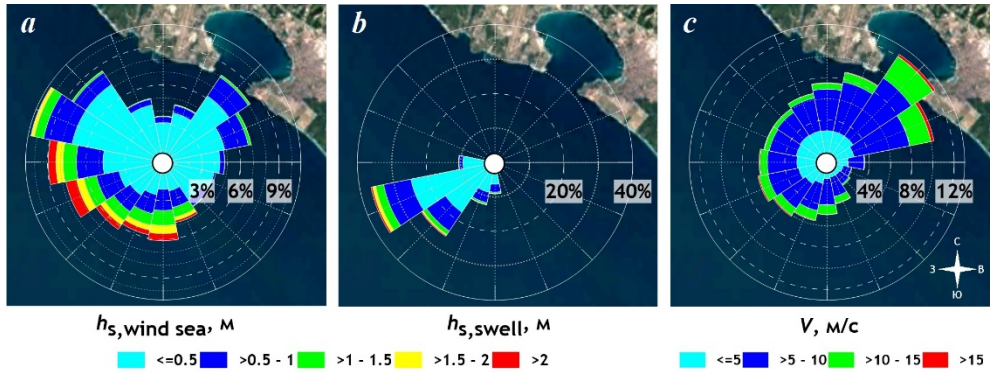 a
b
c
3% 6% 9%
20% 40%
4% 8% 12%
С
З В
Ю
hs,wind sea, м
hs,swell, м
V, м/с
<=0.5 >0.5 - 1 >1 - 1.5 >1.5 - 2 >2
<=5 >5 - 10 >10 - 15 >15